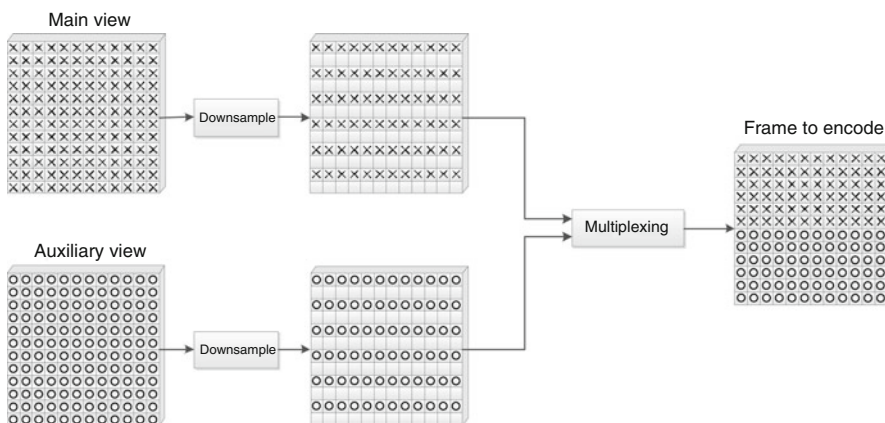 Main view
Downsample
Frame to encode
Multiplexing
Auxiliary view
Downsample